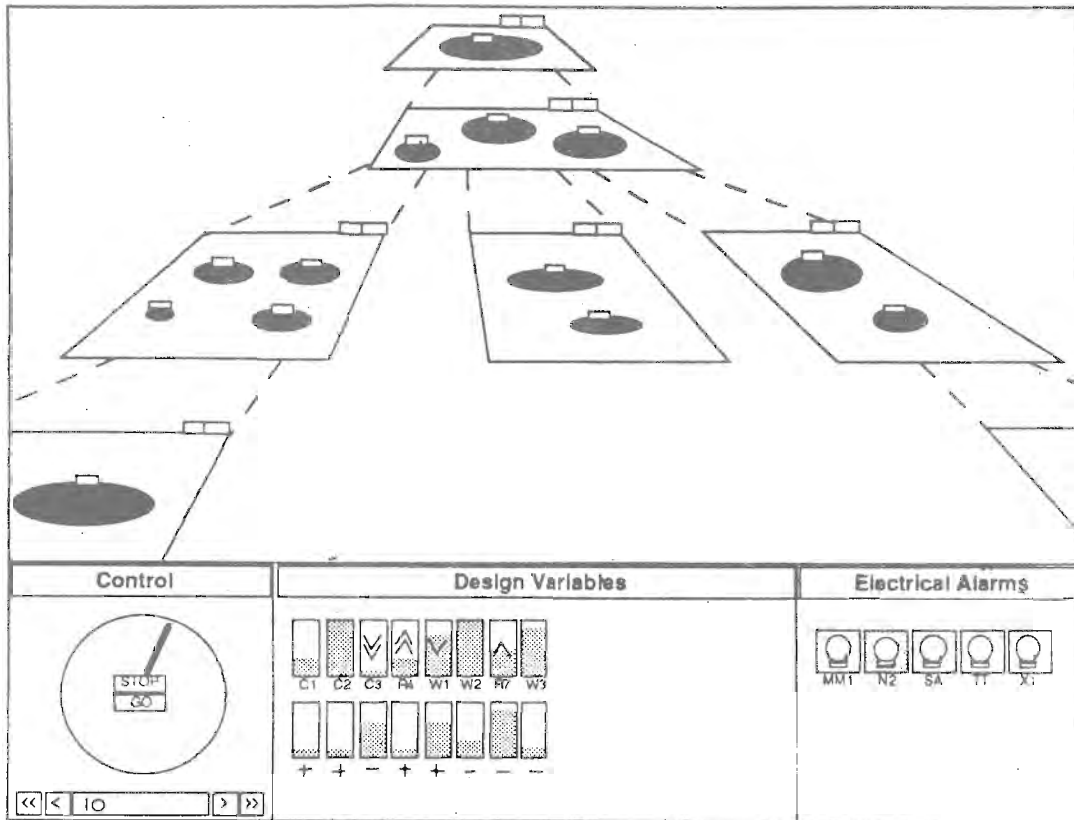 Control
Design Variables
Electrical Alarms
STOP
GO
<< < 10 > >>
C1 C2 C3 R4 W1 W2 R7 W3
+ + - + + - - -
MM1 N2 SA TT